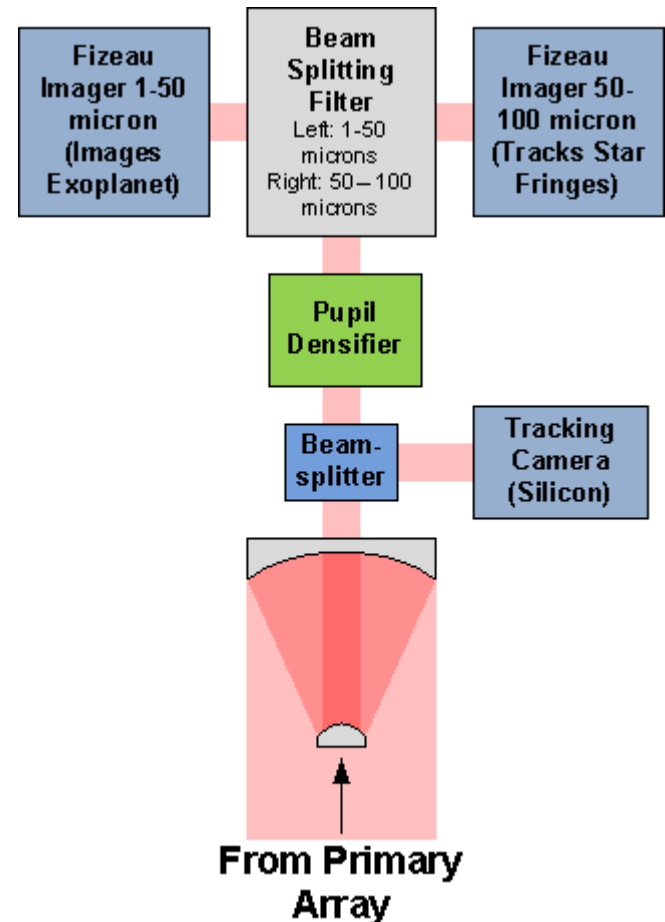 Fizeau
Imager 1-50
micron
(Images
Exoplanet)
Beam
Splitting
Filter
Left: 1-50
microns
Right: 50–100
microns
Fizeau
Imager 50-
100 micron
(Tracks Star
Fringes)
Pupil
Densifier
Beam-
splitter
Tracking
Camera
(Silicon)
From Primary
Array